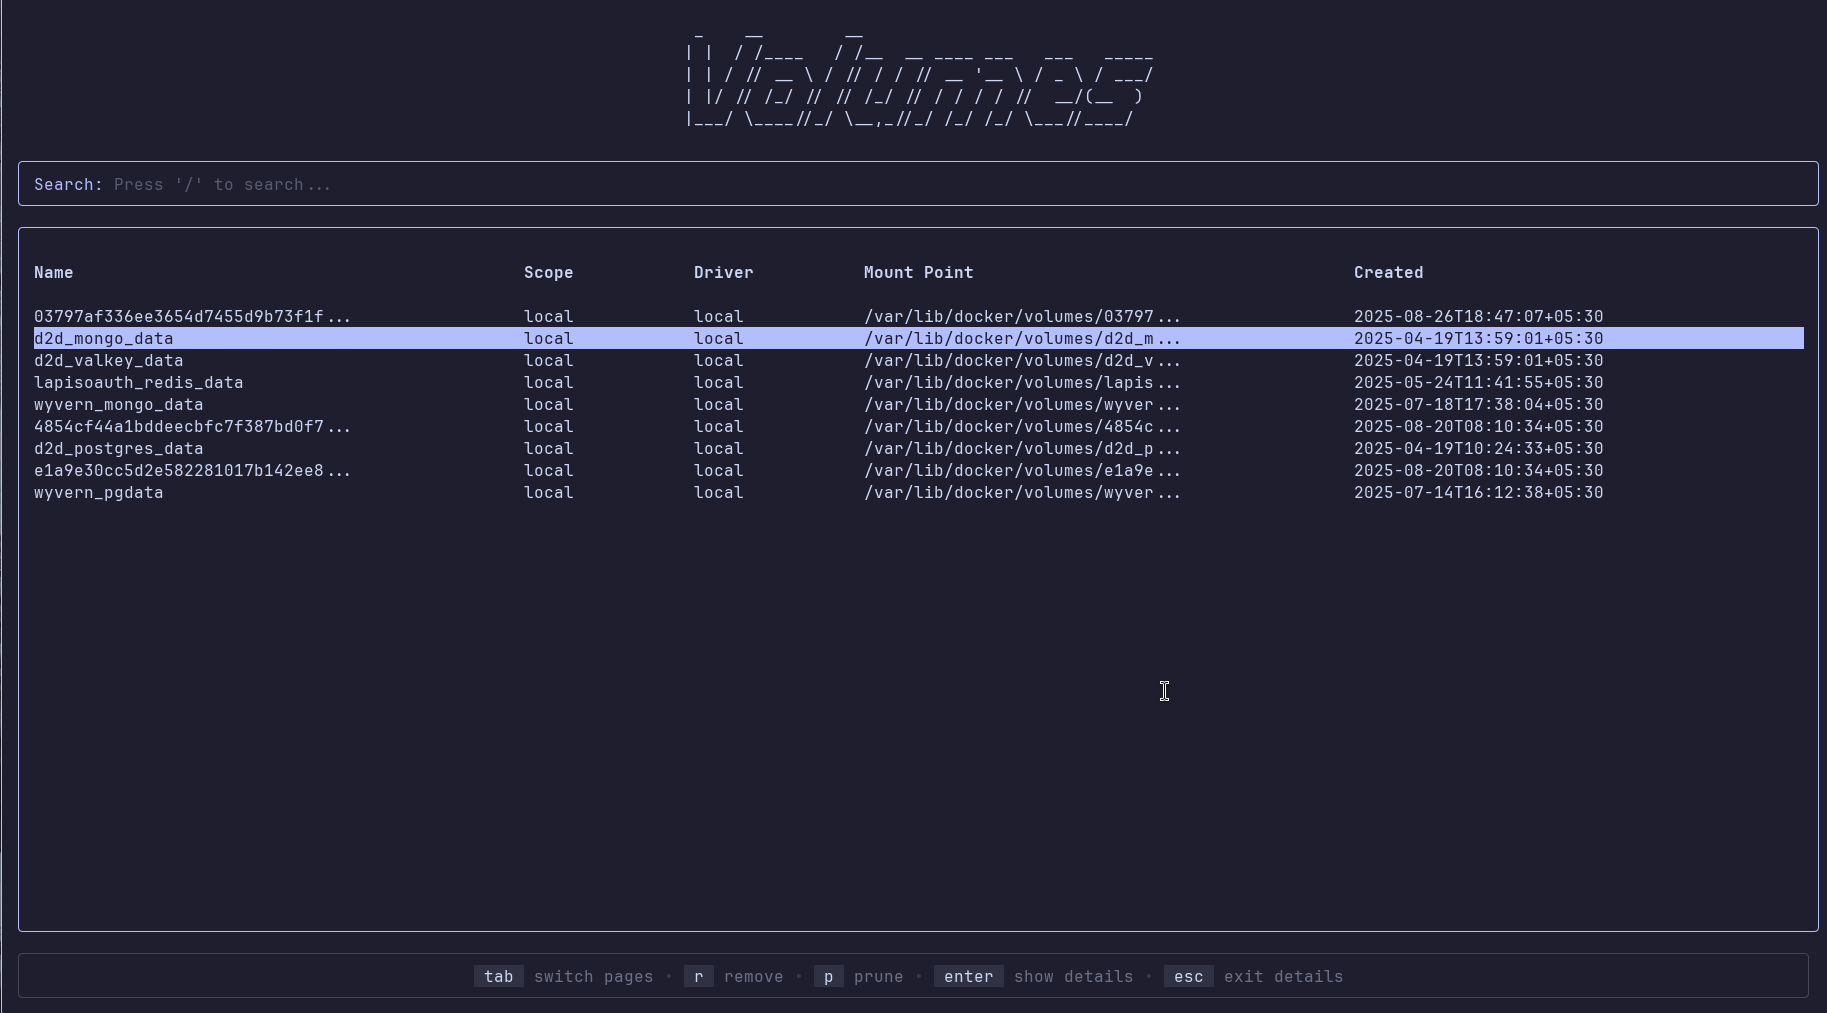 Volumes
Search: Press '/' to search...
Name Scope Driver Mount Point Created
03797af336ee3654d7455d9b73f1f... local local /var/lib/docker/volumes/03797... 2025-08-26T18:47:07+05:30
d2d_mongo_data local local /var/lib/docker/volumes/d2d_m... 2025-04-19T13:59:01+05:30
d2d_valkey_data local local /var/lib/docker/volumes/d2d_v... 2025-04-19T13:59:01+05:30
lapisoauth_redis_data local local /var/lib/docker/volumes/lapis... 2025-05-24T11:41:55+05:30
wyvern_mongo_data local local /var/lib/docker/volumes/wyver... 2025-07-18T17:38:04+05:30
4854cf44a1bddeecbfc7f387bd0f7... local local /var/lib/docker/volumes/4854c... 2025-08-20T08:10:34+05:30
d2d_postgres_data local local /var/lib/docker/volumes/d2d_p... 2025-04-19T10:24:33+05:30
e1a9e30cc5d2e582281017b142ee8... local local /var/lib/docker/volumes/e1a9e... 2025-08-20T08:10:34+05:30
wyvern_pgdata local local /var/lib/docker/volumes/wyver... 2025-07-14T16:12:38+05:30
tab switch pages • r remove • p prune • enter show details • esc exit details